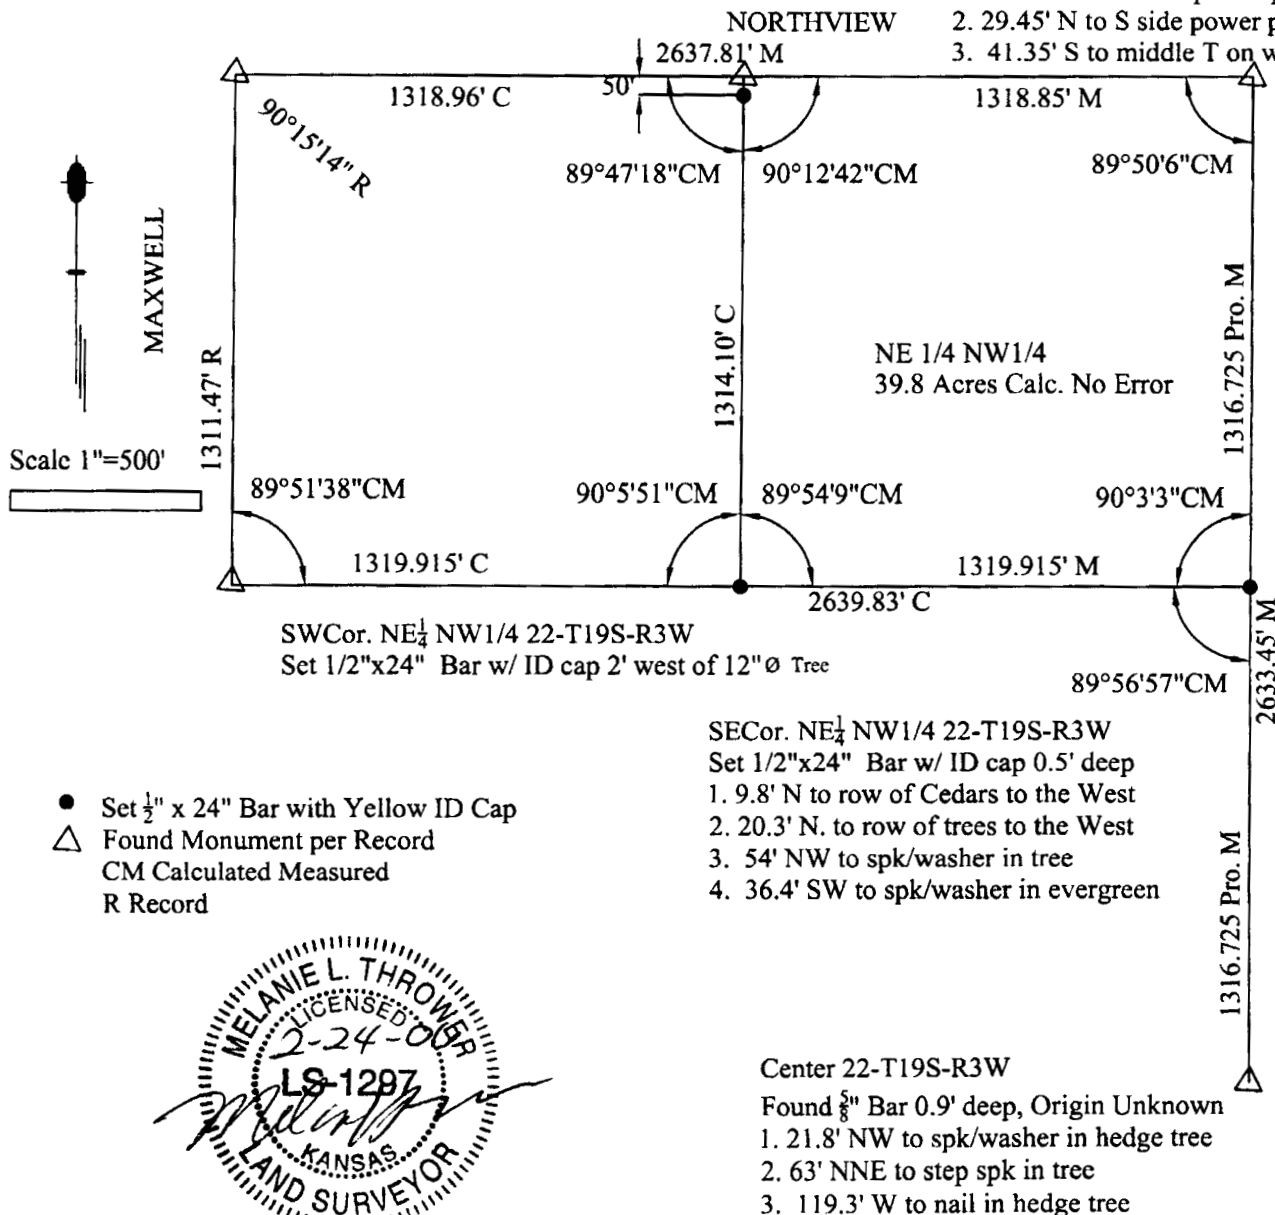 NORTHVIEW
2. 29.45' N to S side power
3. 41.35' S to middle T on
2637.81' M
50'
1318.96' C
1318.85' M
90°15'14" R
89°47'18"CM
90°12'42"CM
89°50'6"CM
MAXWELL
1311.47' R
1314.10' C
1316.725 Pro. M
NE 1/4 NW1/4
39.8 Acres Calc. No Error
Scale 1"=500'
89°51'38"CM
90°5'51"CM
89°54'9"CM
90°3'3"CM
1319.915' C
1319.915' M
2639.83' C
SWCor. NE¼ NW1/4 22-T19S-R3W
Set 1/2"x24" Bar w/ ID cap 2' west of 12"Ø Tree
89°56'57"CM
2633.45' M
SECor. NE¼ NW1/4 22-T19S-R3W
Set 1/2"x24" Bar w/ ID cap 0.5' deep
1. 9.8' N to row of Cedars to the West
2. 20.3' N. to row of trees to the West
3. 54' NW to spk/washer in tree
4. 36.4' SW to spk/washer in evergreen
● Set ½" x 24" Bar with Yellow ID Cap
△ Found Monument per Record
CM Calculated Measured
R Record
1316.725 Pro. M
MELANIE L. THROWER
LICENSED
2-24-06
LS-1297
KANSAS
LAND SURVEYOR
Center 22-T19S-R3W
Found ⅝" Bar 0.9' deep, Origin Unknown
1. 21.8' NW to spk/washer in hedge tree
2. 63' NNE to step spk in tree
3. 119.3' W to nail in hedge tree